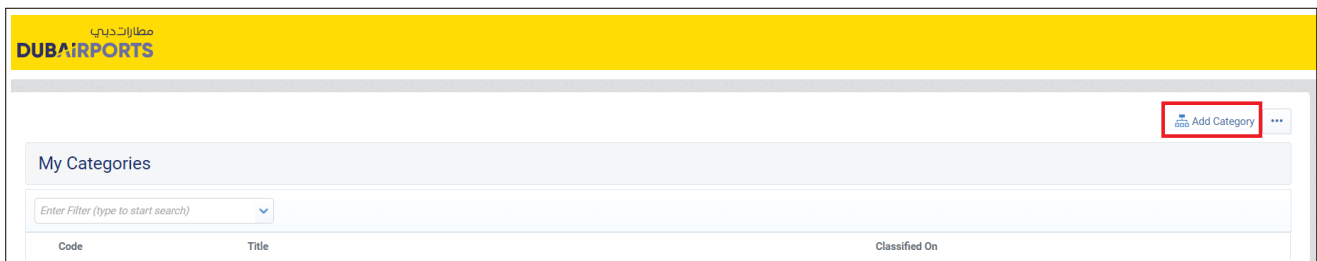 مطارات دبي
DUBAiRPORTS
Add Category
My Categories
Enter Filter (type to start search)
Code Title Classified On